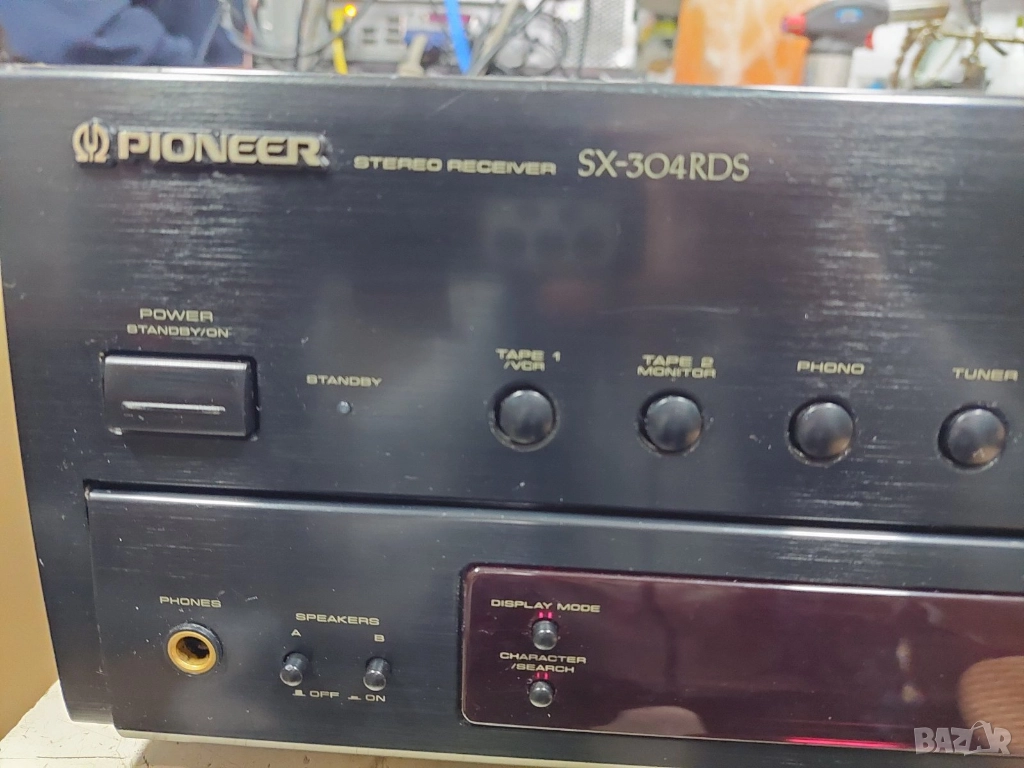 PIONEER STEREO RECEIVER SX-304RDS
POWER
STANDBY/ON
STANDBY
TAPE 1
/VCR
TAPE 2
MONITOR
PHONO
TUNER
PHONES
SPEAKERS
A B
OFF ON
DISPLAY MODE
CHARACTER
/SEARCH
BAZAR